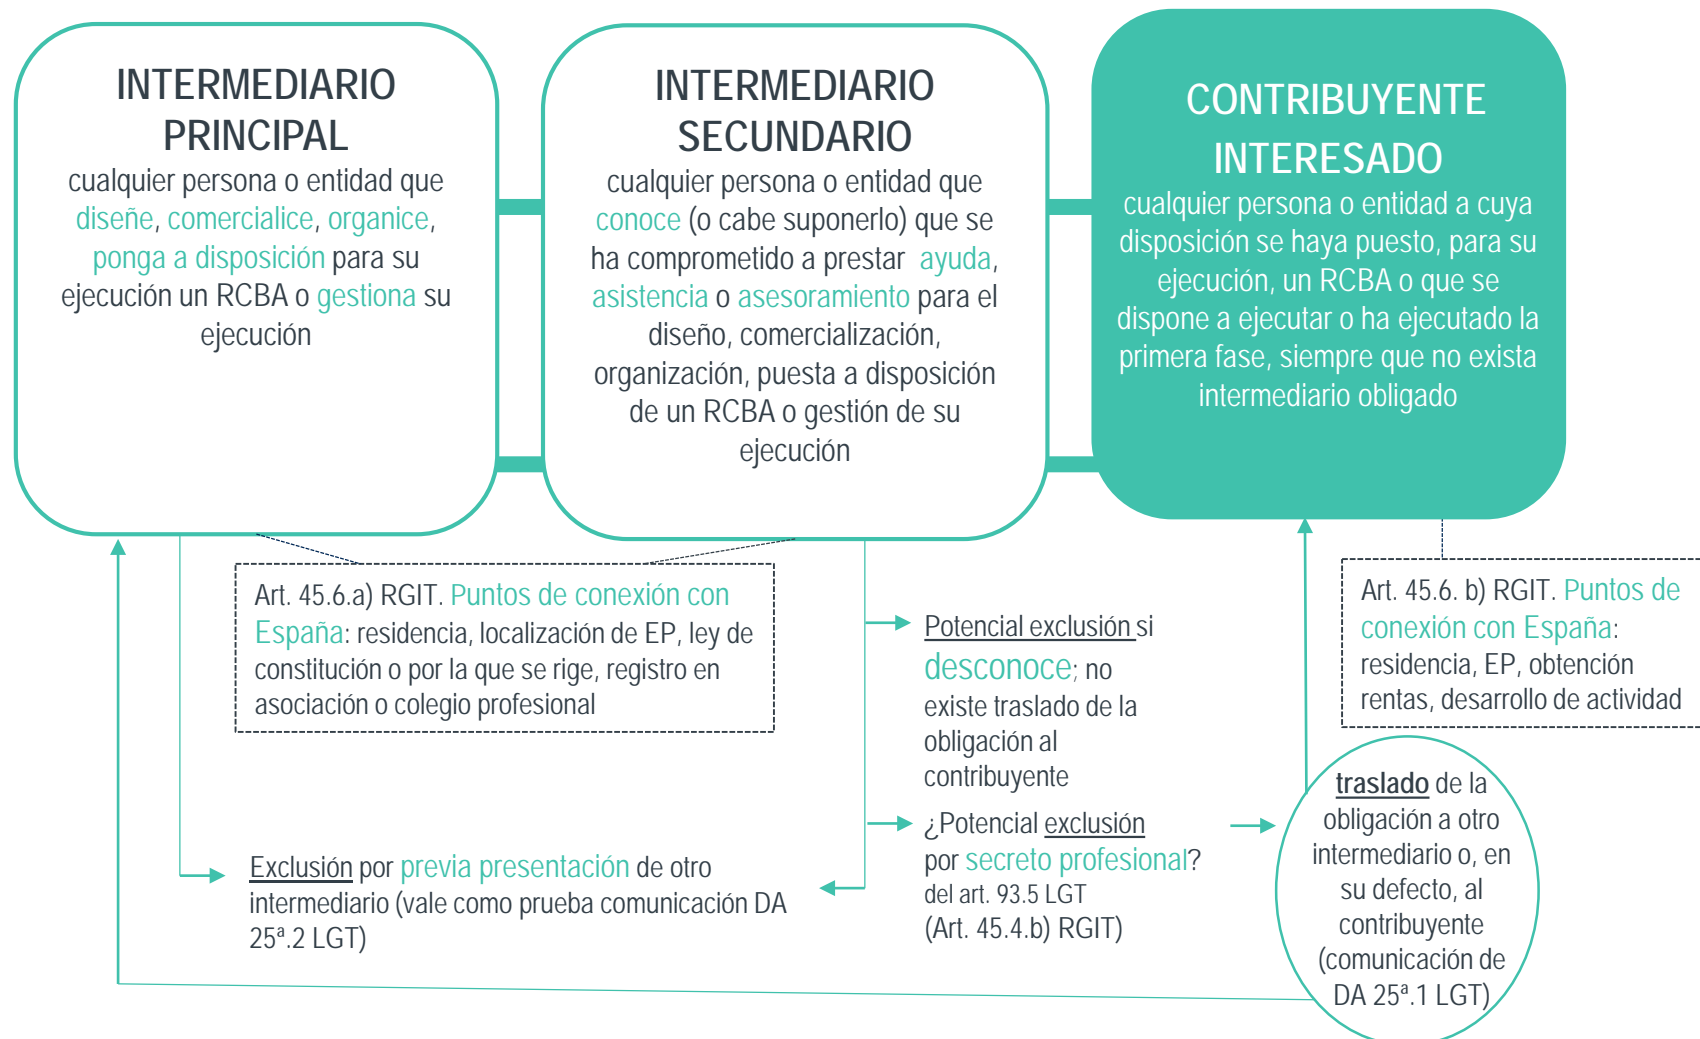 INTERMEDIARIO
PRINCIPAL
cualquier persona o entidad que
diseñe, comercialice, organice,
ponga a disposición para su
ejecución un RCBA o gestiona su
ejecución
INTERMEDIARIO
SECUNDARIO
cualquier persona o entidad que
conoce (o cabe suponerlo) que se
ha comprometido a prestar ayuda,
asistencia o asesoramiento para el
diseño, comercialización,
organización, puesta a disposición
de un RCBA o gestión de su
ejecución
CONTRIBUYENTE
INTERESADO
cualquier persona o entidad a cuya
disposición se haya puesto, para su
ejecución, un RCBA o que se
dispone a ejecutar o ha ejecutado la
primera fase, siempre que no exista
intermediario obligado
Art. 45.6.a) RGIT. Puntos de conexión con
España: residencia, localización de EP, ley de
constitución o por la que se rige, registro en
asociación o colegio profesional
Potencial exclusión si
desconoce; no
existe traslado de la
obligación al
contribuyente
Art. 45.6. b) RGIT. Puntos de
conexión con España:
residencia, EP, obtención
rentas, desarrollo de actividad
Exclusión por previa presentación de otro
intermediario (vale como prueba comunicación DA
25ª.2 LGT)
¿Potencial exclusión
por secreto profesional?
del art. 93.5 LGT
(Art. 45.4.b) RGIT)
traslado de la
obligación a otro
intermediario o, en
su defecto, al
contribuyente
(comunicación de
DA 25ª.1 LGT)